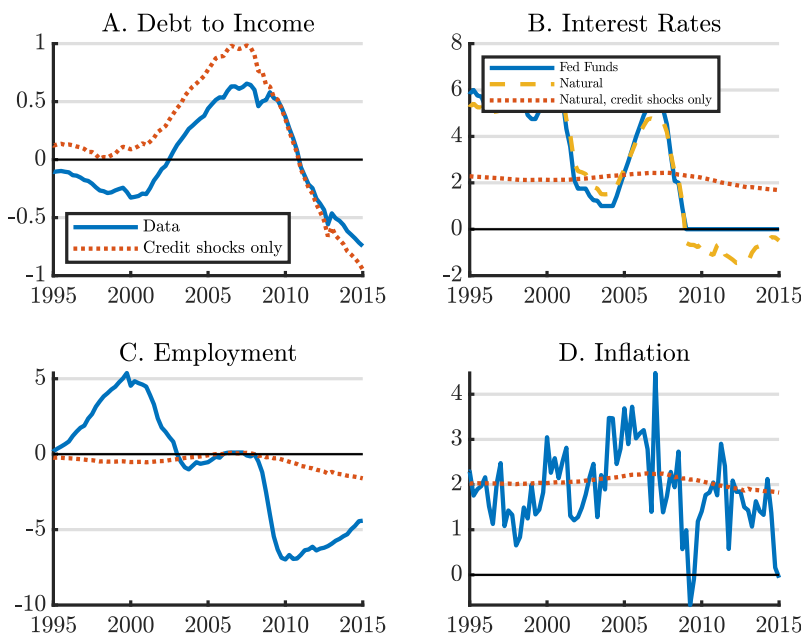 A. Debt to Income
1
0.5
0
-0.5
-1
Data
Credit shocks only
1995 2000 2005 2010 2015
B. Interest Rates
8
6
4
2
0
-2
Fed Funds
Natural
Natural, credit shocks only
1995 2000 2005 2010 2015
C. Employment
5
0
-5
-10
1995 2000 2005 2010 2015
D. Inflation
4
3
2
1
0
1995 2000 2005 2010 2015